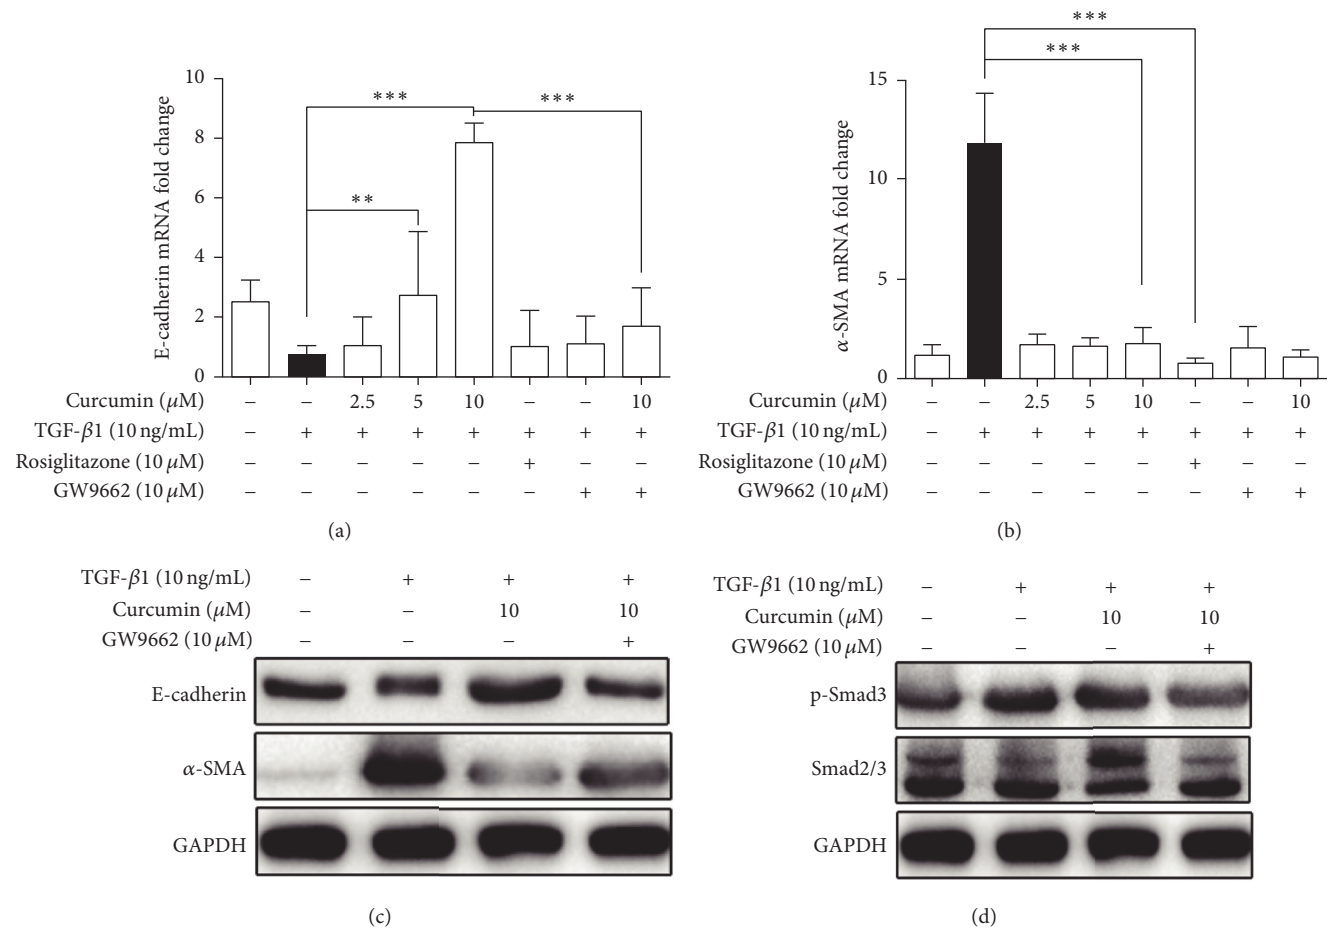 ***
***
**
***
10
8
6
4
2
0
E-cadherin mRNA fold change
Curcumin (μM) – – 2.5 5 10 – – 10
TGF-β1 (10 ng/mL) – + + + + + + +
Rosiglitazone (10 μM) – – – – – + – –
GW9662 (10 μM) – – – – – – + +
(a)
***
***
15
10
5
0
α-SMA mRNA fold change
Curcumin (μM) – – 2.5 5 10 – – 10
TGF-β1 (10 ng/mL) – + + + + + + +
Rosiglitazone (10 μM) – – – – – + – –
GW9662 (10 μM) – – – – – – + +
(b)
TGF-β1 (10 ng/mL) – + + +
Curcumin (μM) – – 10 10
GW9662 (10 μM) – – – +
E-cadherin
α-SMA
GAPDH
(c)
TGF-β1 (10 ng/mL) – + + +
Curcumin (μM) – – 10 10
GW9662 (10 μM) – – – +
p-Smad3
Smad2/3
GAPDH
(d)